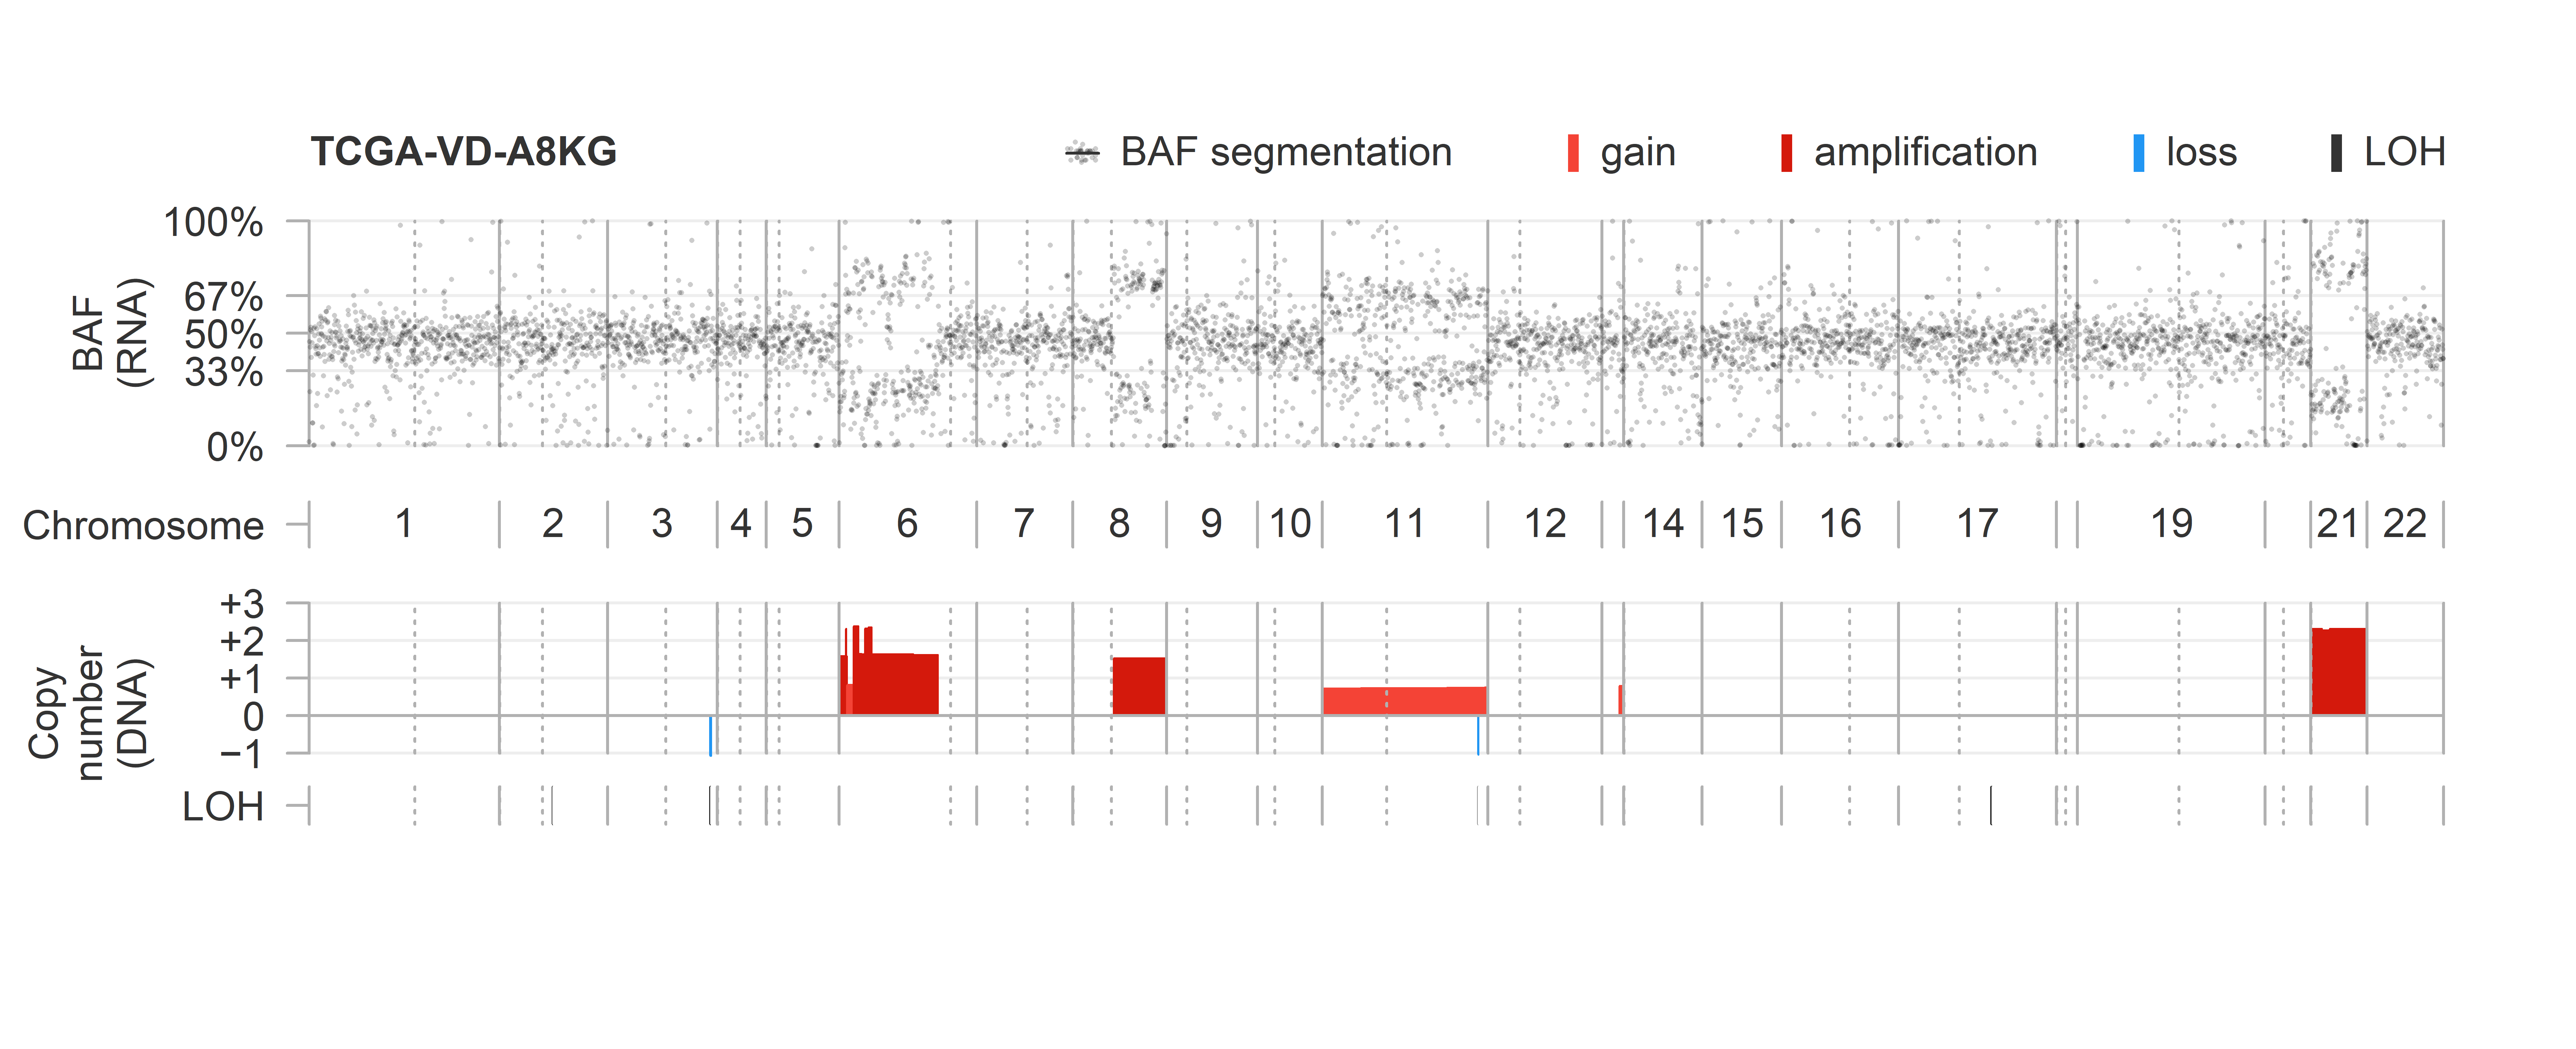 TCGA-VD-A8KG
BAF segmentation
gain
amplification
loss
LOH
BAF
(RNA)
100%
67%
50%
33%
0%
Chromosome
1 2 3 4 5 6 7 8 9 10 11 12 14 15 16 17 19 21 22
Copy
number
(DNA)
+3
+2
+1
0
−1
LOH